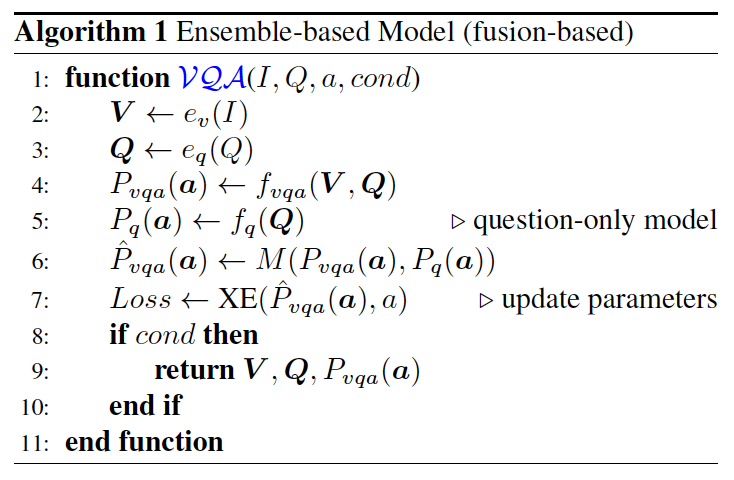 Algorithm 1 Ensemble-based Model (fusion-based)
1: function 𝒱𝒬𝒜(I, Q, a, cond)
2: V ← e_v(I)
3: Q ← e_q(Q)
4: P_vqa(a) ← f_vqa(V, Q)
5: P_q(a) ← f_q(Q) ▷ question-only model
6: P̂_vqa(a) ← M(P_vqa(a), P_q(a))
7: Loss ← XE(P̂_vqa(a), a) ▷ update parameters
8: if cond then
9: return V, Q, P_vqa(a)
10: end if
11: end function